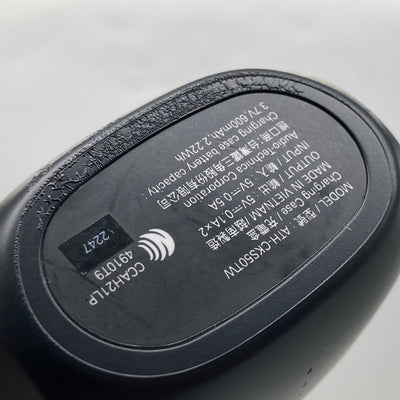 MODEL / 型號: ATH-CKS50TW
Charging Case / 充電盒
MADE IN VIETNAM / 越南製造
OUTPUT / 輸出: 5V⎓0.1A×2
INPUT / 輸入: 5V⎓0.5A
Audio-Technica Corporation
進口商:台灣鐵三角股份有限公司
Charging case battery capacity:
3.7V, 600mAh, 2.22Wh
CCAH21LP
4910T9
2247